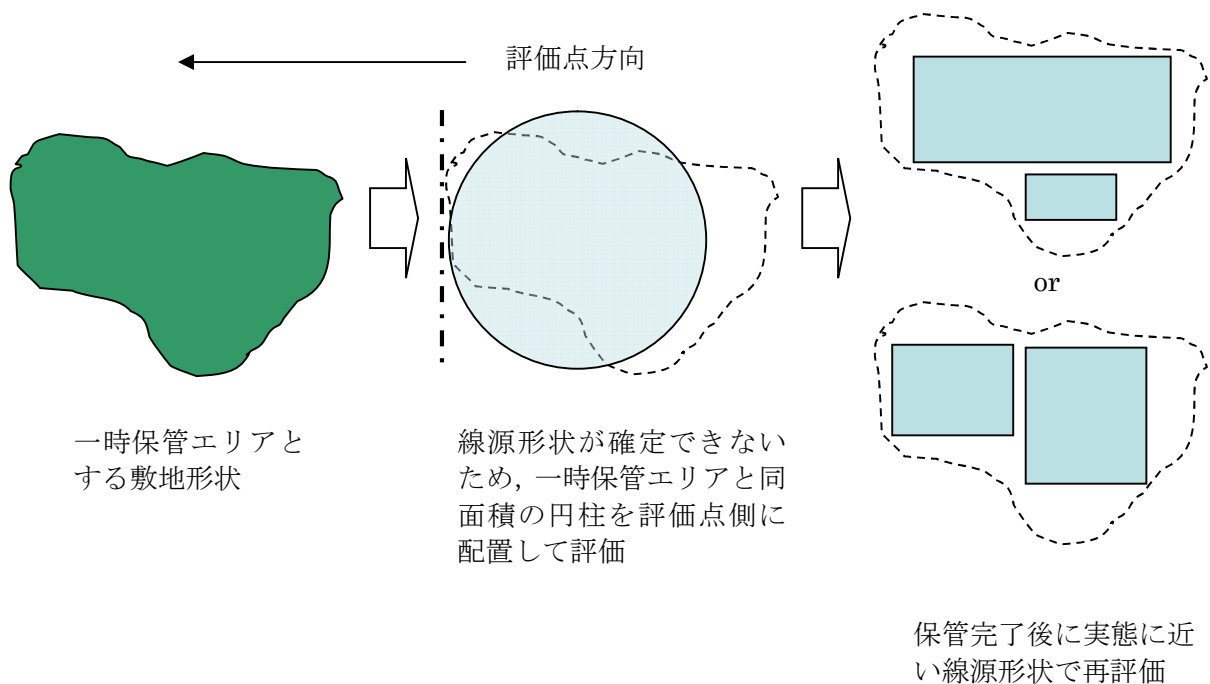 評価点方向
一時保管エリアと
する敷地形状
線源形状が確定できない
ため，一時保管エリアと同
面積の円柱を評価点側に
配置して評価
or
保管完了後に実態に近
い線源形状で再評価